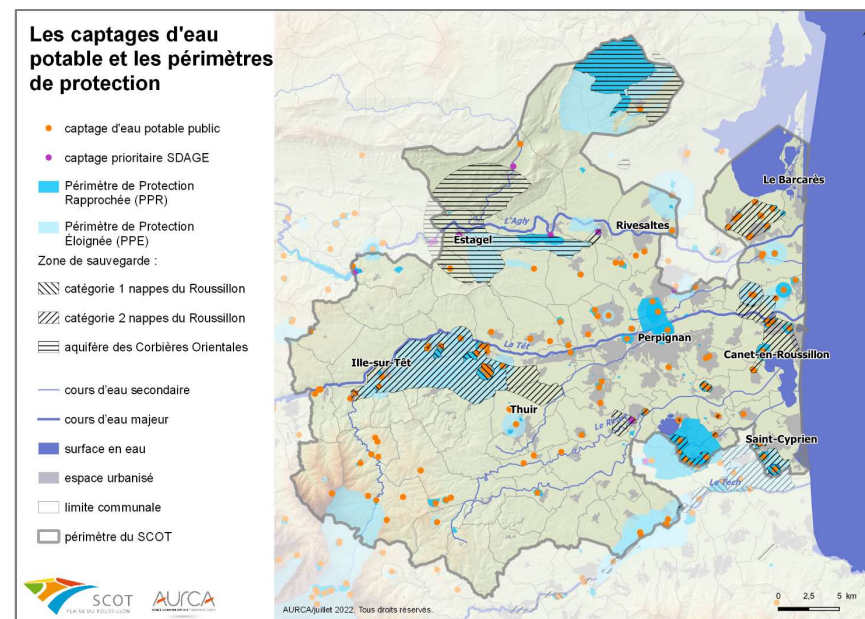 Les captages d'eau
potable et les périmètres
de protection
captage d'eau potable public
captage prioritaire SDAGE
Périmètre de Protection
Rapprochée (PPR)
Périmètre de Protection
Éloignée (PPE)
Zone de sauvegarde :
catégorie 1 nappes du Roussillon
catégorie 2 nappes du Roussillon
aquifère des Corbières Orientales
cours d'eau secondaire
cours d'eau majeur
surface en eau
espace urbanisé
limite communale
périmètre du SCOT
SCOT
PLAINE DU ROUSSILLON
AURCA
Le Barcarès
L'Agly
Rivesaltes
Estagel
La Têt
Perpignan
Ille-sur-Têt
Canet-en-Roussillon
Thuir
Le Réart
Saint-Cyprien
Le Tech
AURCA/juillet 2022. Tous droits réservés.
0 2,5 5 km